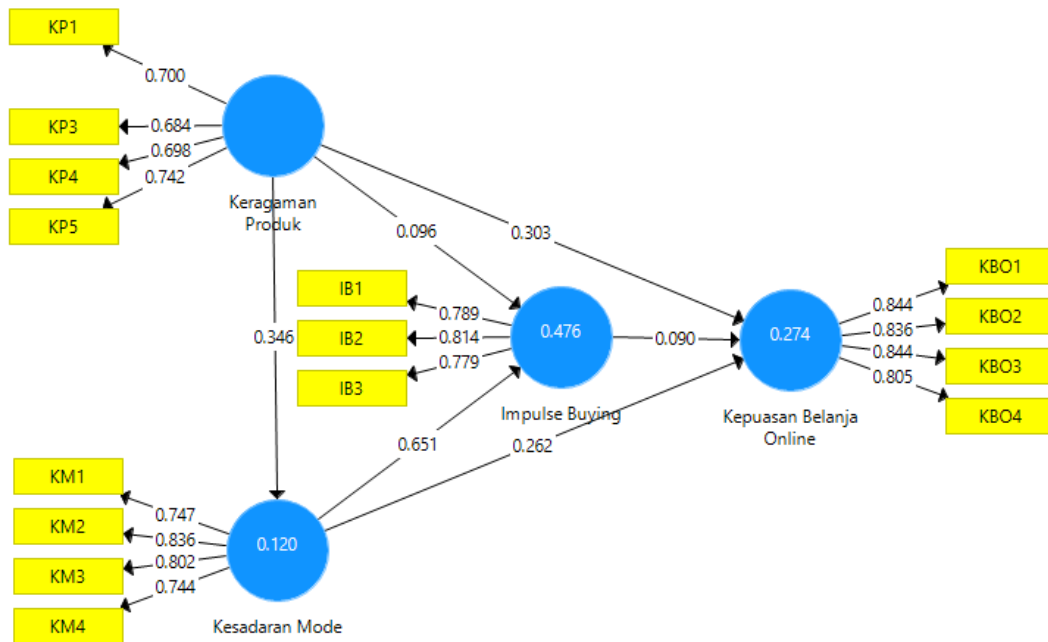 KP1
0.700
KP3
0.684
KP4
0.698
KP5
0.742
Keragaman
Produk
0.096
0.303
0.346
IB1
0.789
IB2
0.814
IB3
0.779
0.476
Impulse Buying
0.090
0.274
Kepuasan Belanja
Online
KBO1
0.844
KBO2
0.836
KBO3
0.844
KBO4
0.805
0.651
0.262
KM1
0.747
KM2
0.836
KM3
0.802
KM4
0.744
0.120
Kesadaran Mode